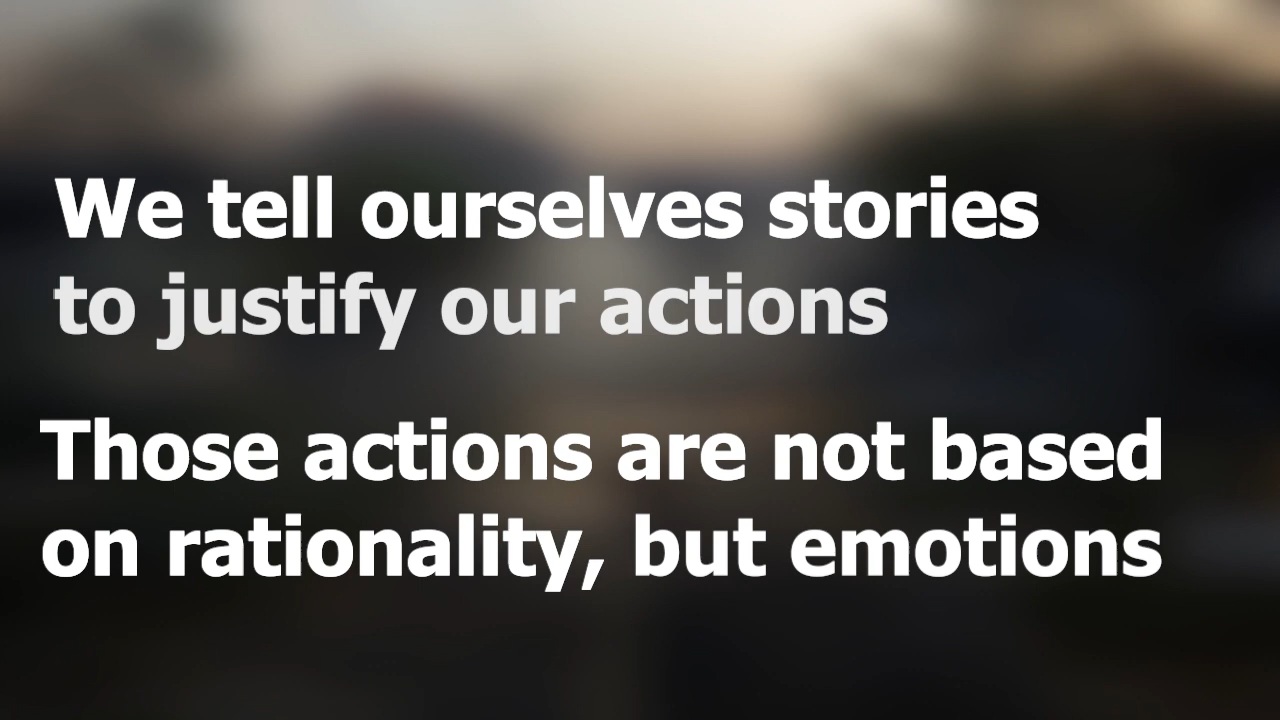 We tell ourselves stories
to justify our actions
Those actions are not based
on rationality, but emotions